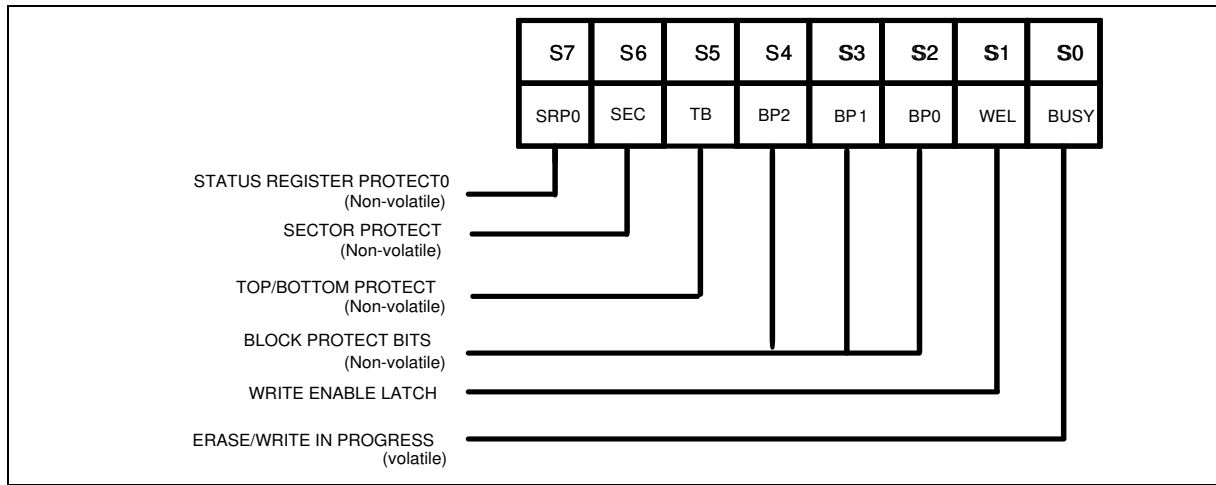 S7 S6 S5 S4 S3 S2 S1 S0
SRP0 SEC TB BP2 BP1 BP0 WEL BUSY
STATUS REGISTER PROTECT0
(Non-volatile)
SECTOR PROTECT
(Non-volatile)
TOP/BOTTOM PROTECT
(Non-volatile)
BLOCK PROTECT BITS
(Non-volatile)
WRITE ENABLE LATCH
ERASE/WRITE IN PROGRESS
(volatile)